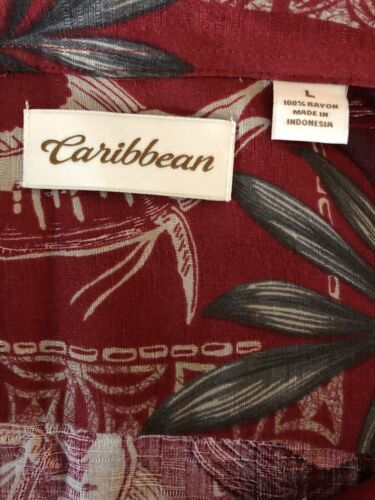 Caribbean
L
100% RAYON
MADE IN
INDONESIA